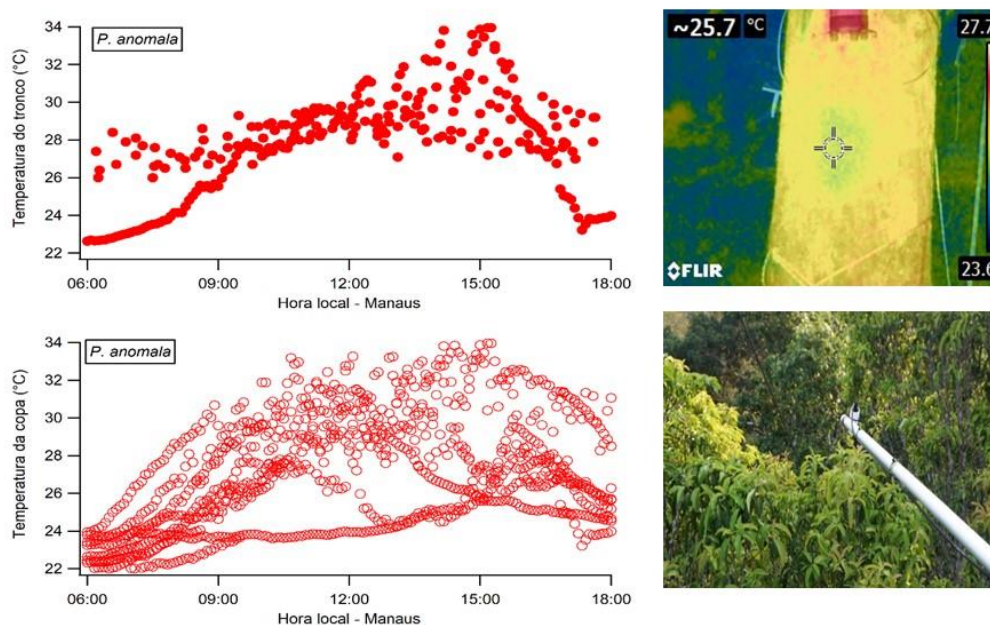 P. anomala
Temperatura do tronco (°C)
34
32
30
28
26
24
22
06:00 09:00 12:00 15:00 18:00
Hora local - Manaus
~25.7 °C
27.7
23.6
FLIR
P. anomala
Temperatura da copa (°C)
34
32
30
28
26
24
22
06:00 09:00 12:00 15:00 18:00
Hora local - Manaus